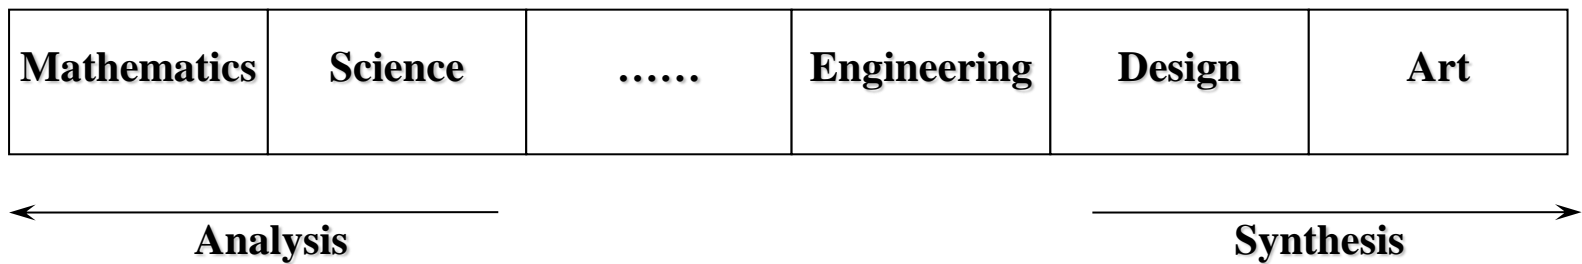 Mathematics Science …… Engineering Design Art
Analysis Synthesis